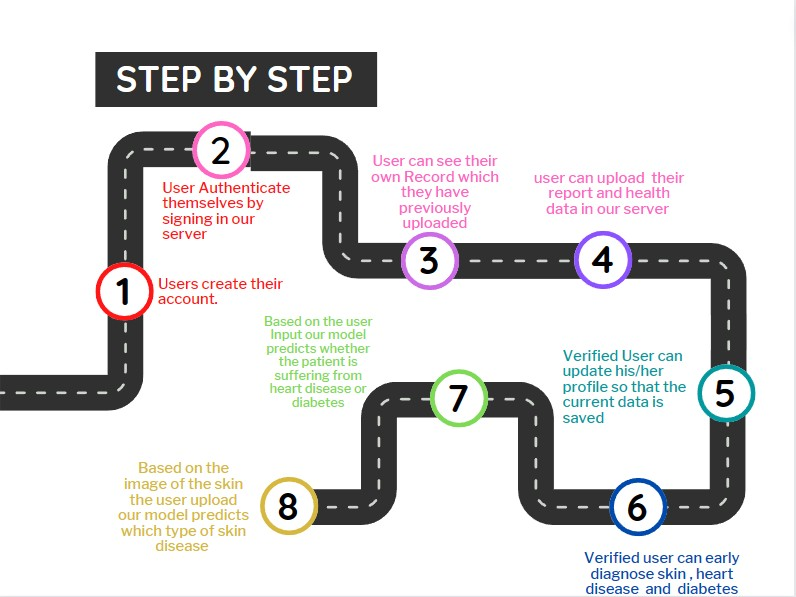 STEP BY STEP
2
User Authenticate
themselves by
signing in our
server
1
Users create their
account.
User can see their
own Record which
they have
previously
uploaded
3
user can upload their
report and health
data in our server
4
Verified User can
update his/her
profile so that the
current data is
saved
5
6
Verified user can early
diagnose skin , heart
disease and diabetes
Based on the user
Input our model
predicts whether
the patient is
suffering from
heart disease or
diabetes
7
Based on the
image of the skin
the user upload
our model predicts
which type of skin
disease
8